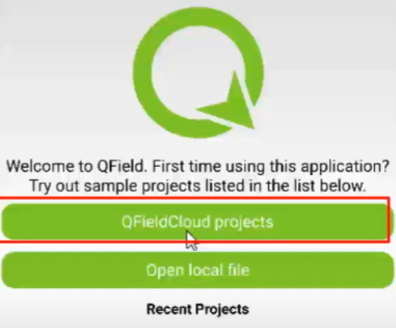 Welcome to QField. First time using this application?
Try out sample projects listed in the list below.
QFieldCloud projects
Open local file
Recent Projects